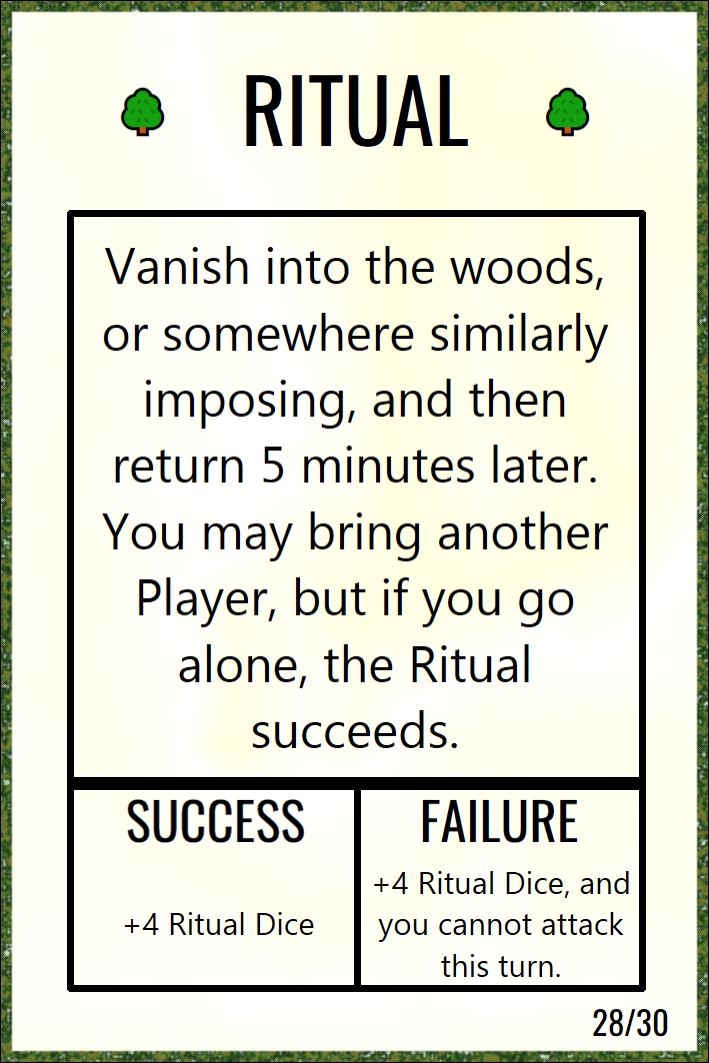 RITUAL
Vanish into the woods,
or somewhere similarly
imposing, and then
return 5 minutes later.
You may bring another
Player, but if you go
alone, the Ritual
succeeds.
SUCCESS
+4 Ritual Dice
FAILURE
+4 Ritual Dice, and
you cannot attack
this turn.
28/30